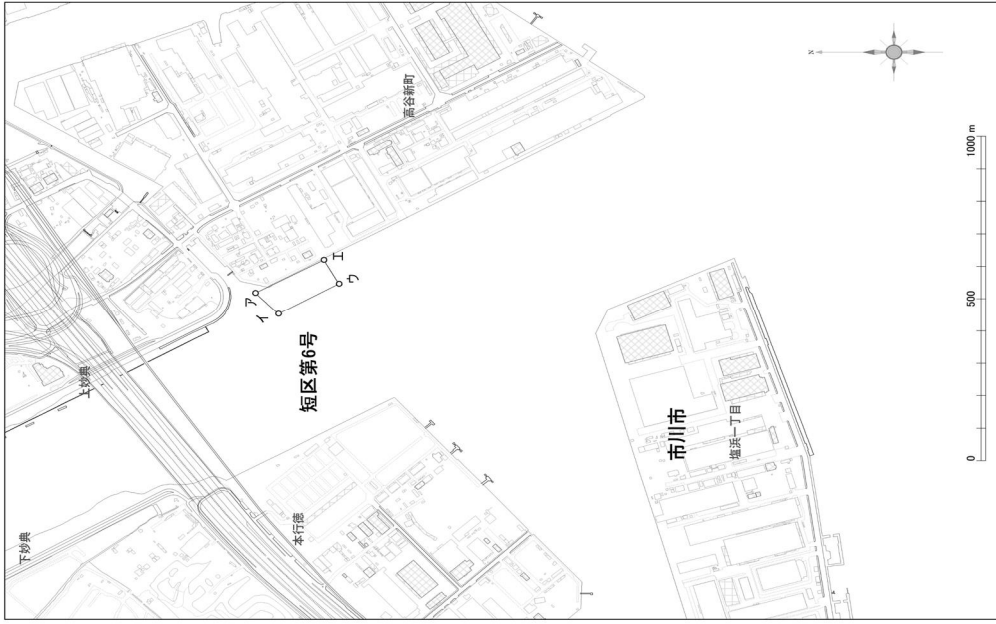 高谷新町
N
1000 m
500
0
ア
イ
ウ
エ
短区第6号
上妙典
下妙典
本行徳
市川市
塩浜一丁目